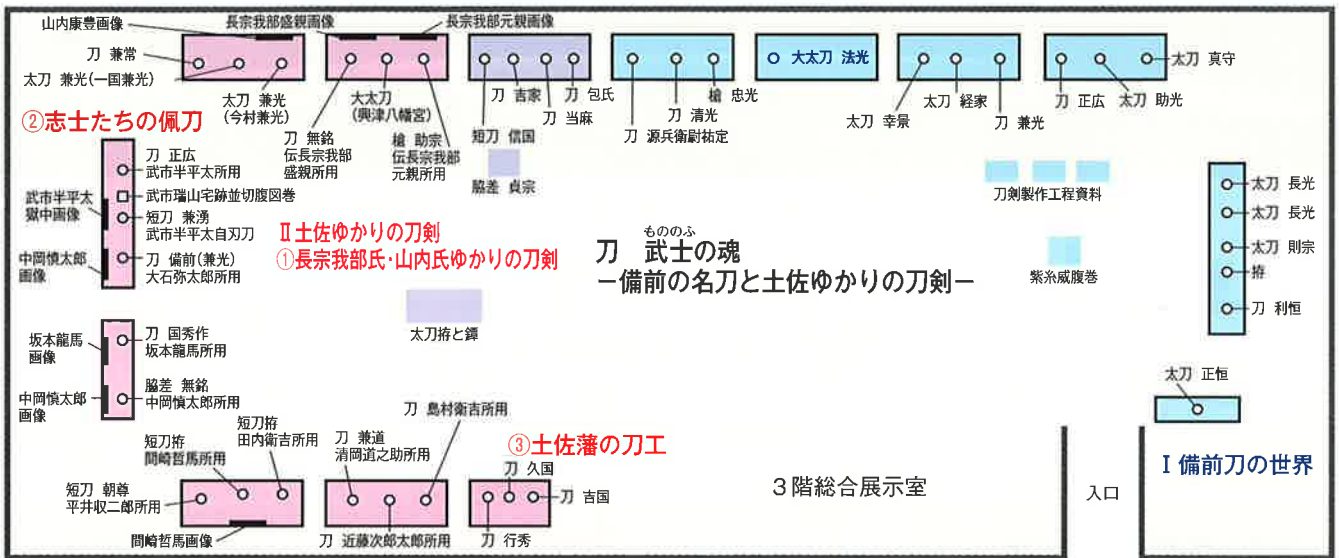 山内康豊画像
長宗我部盛親画像
長宗我部元親画像
刀 兼常
太刀 兼光(一国兼光)
太刀 兼光
(今村兼光)
刀 無銘
伝長宗我部
盛親所用
大太刀
(興津八幡宮)
槍 助宗
伝長宗我部
元親所用
短刀 信国
刀 吉家
刀 当麻
刀 包氏
脇差 貞宗
刀 源兵衛尉祐定
刀 清光
槍 忠光
大太刀 法光
太刀 幸景
太刀 経家
刀 兼光
刀 正広
太刀 助光
太刀 真守
②志士たちの佩刀
刀 正広
武市半平太所用
武市瑞山宅跡並切腹図巻
武市半平太
獄中画像
短刀 兼湧
武市半平太自刃刀
中岡慎太郎
画像
刀 備前(兼光)
大石弥太郎所用
Ⅱ土佐ゆかりの刀剣
①長宗我部氏・山内氏ゆかりの刀剣
もののふ
刀 武士の魂
ー備前の名刀と土佐ゆかりの刀剣ー
刀剣製作工程資料
紫糸威腹巻
太刀 長光
太刀 長光
太刀 則宗
拵
刀 利恒
太刀 正恒
Ⅰ備前刀の世界
太刀拵と鐔
坂本龍馬
画像
刀 国秀作
坂本龍馬所用
中岡慎太郎
画像
脇差 無銘
中岡慎太郎所用
短刀 朝尊
平井収二郎所用
短刀拵
間崎哲馬所用
短刀拵
田内衛吉所用
間崎哲馬画像
刀 兼道
清岡道之助所用
刀 島村衛吉所用
刀 近藤次郎太郎所用
③土佐藩の刀工
刀 久国
刀 吉国
刀 行秀
3階総合展示室
入口